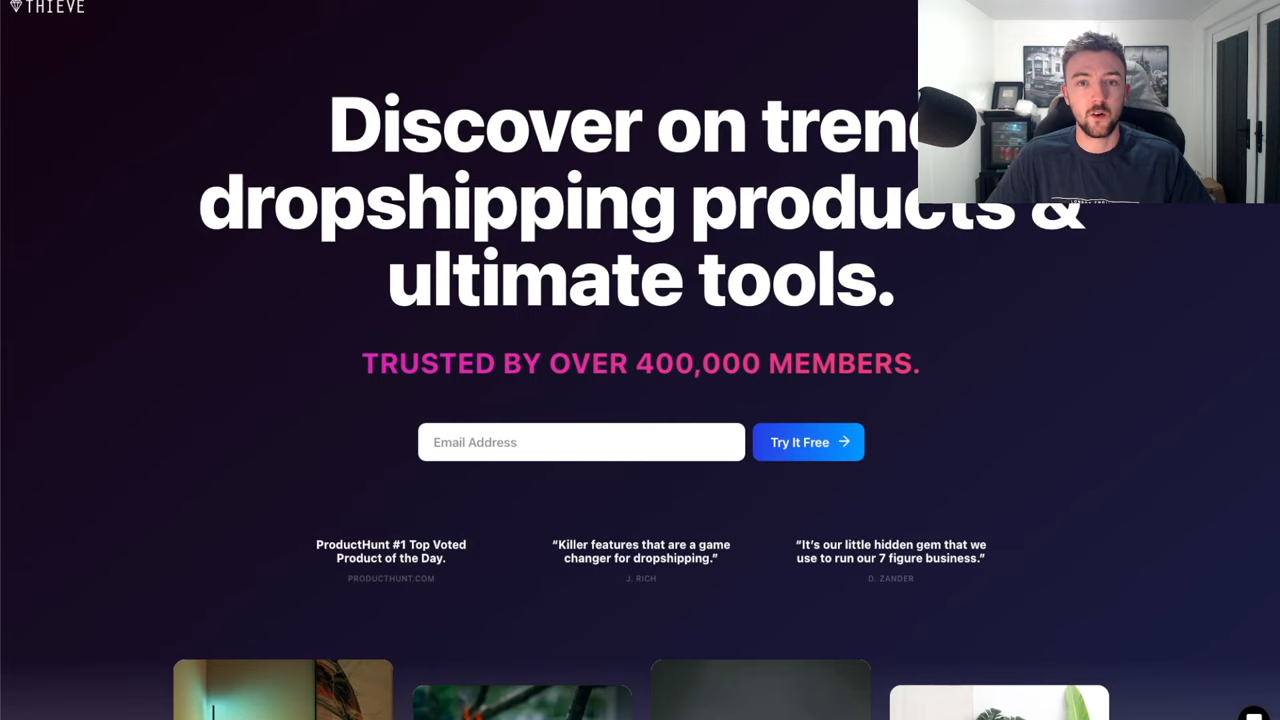 THIEVE
Discover on tren
dropshipping products &
ultimate tools.
TRUSTED BY OVER 400,000 MEMBERS.
Email Address
Try It Free
ProductHunt #1 Top Voted
Product of the Day.
PRODUCTHUNT.COM
“Killer features that are a game
changer for dropshipping.”
J. RICH
“It’s our little hidden gem that we
use to run our 7 figure business.”
D. ZANDER